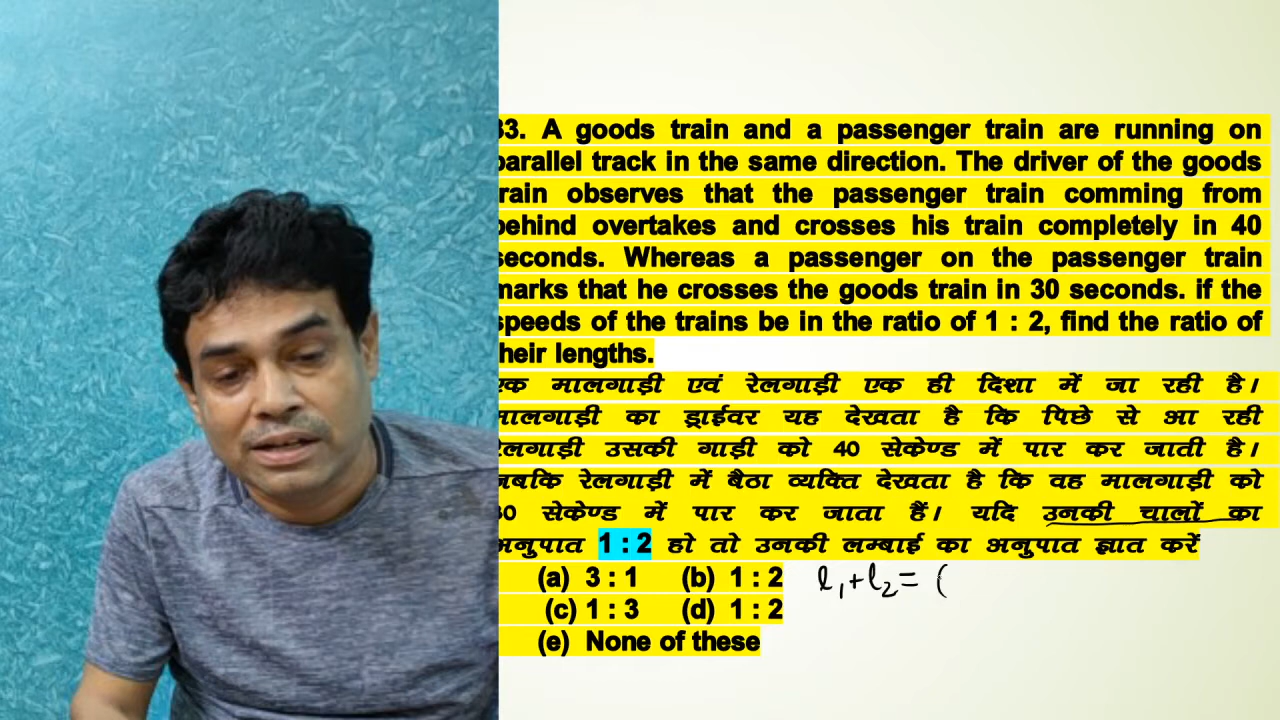 33. A goods train and a passenger train are running on
parallel track in the same direction. The driver of the goods
rain observes that the passenger train comming from
behind overtakes and crosses his train completely in 40
seconds. Whereas a passenger on the passenger train
marks that he crosses the goods train in 30 seconds. if the
speeds of the trains be in the ratio of 1 : 2, find the ratio of
heir lengths.
एक मालगाड़ी एवं रेलगाड़ी एक ही दिशा में जा रही है।
मालगाड़ी का ड्राईवर यह देखता है कि पिछे से आ रही
रेलगाड़ी उसकी गाड़ी को 40 सेकेण्ड में पार कर जाती है।
जबकि रेलगाड़ी में बैठा व्यक्ति देखता है कि वह मालगाड़ी को
30 सेकेण्ड में पार कर जाता हैं। यदि उनकी चालों का
अनुपात 1 : 2 हो तो उनकी लम्बाई का अनुपात ज्ञात करें
(a) 3 : 1 (b) 1 : 2 l₁+l₂= (
(c) 1 : 3 (d) 1 : 2
(e) None of these